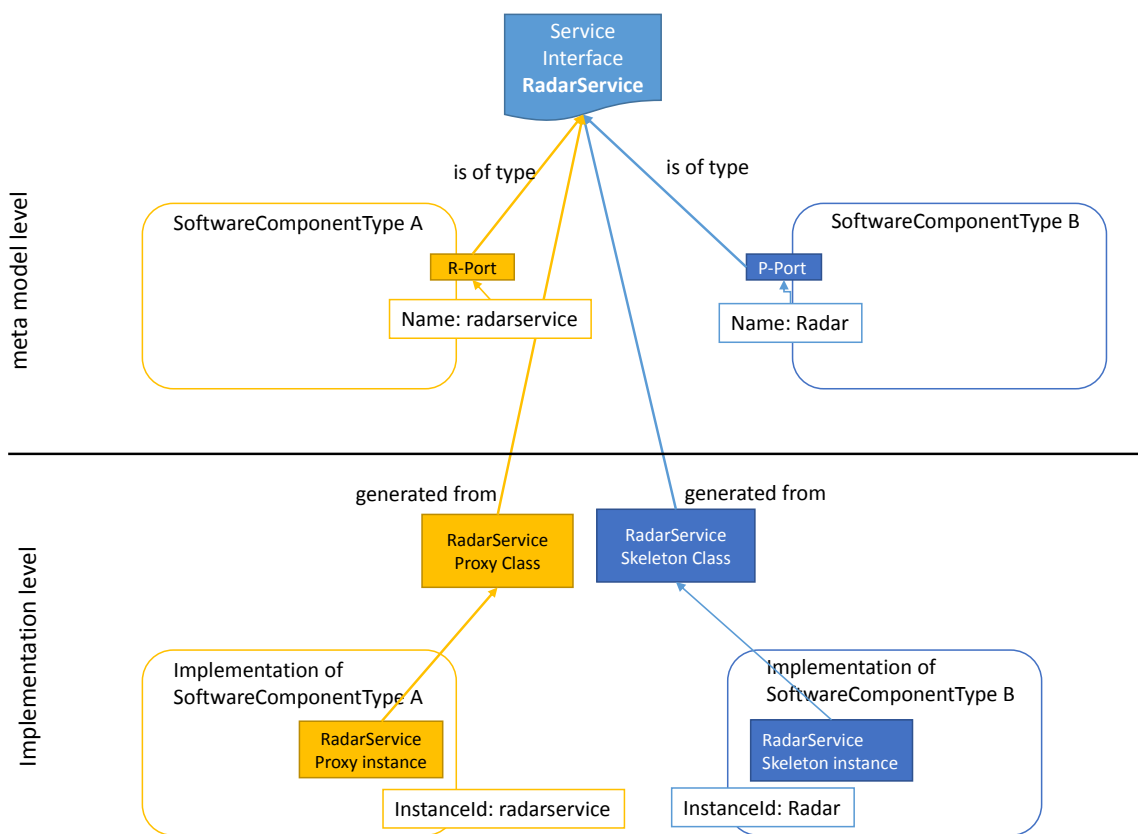 Service
Interface
RadarService
is of type
is of type
meta model level
SoftwareComponentType A
SoftwareComponentType B
R-Port
P-Port
Name: radarservice
Name: Radar
generated from
generated from
Implementation level
RadarService
Proxy Class
RadarService
Skeleton Class
Implementation of
SoftwareComponentType A
Implementation of
SoftwareComponentType B
RadarService
Proxy instance
RadarService
Skeleton instance
InstanceId: radarservice
InstanceId: Radar